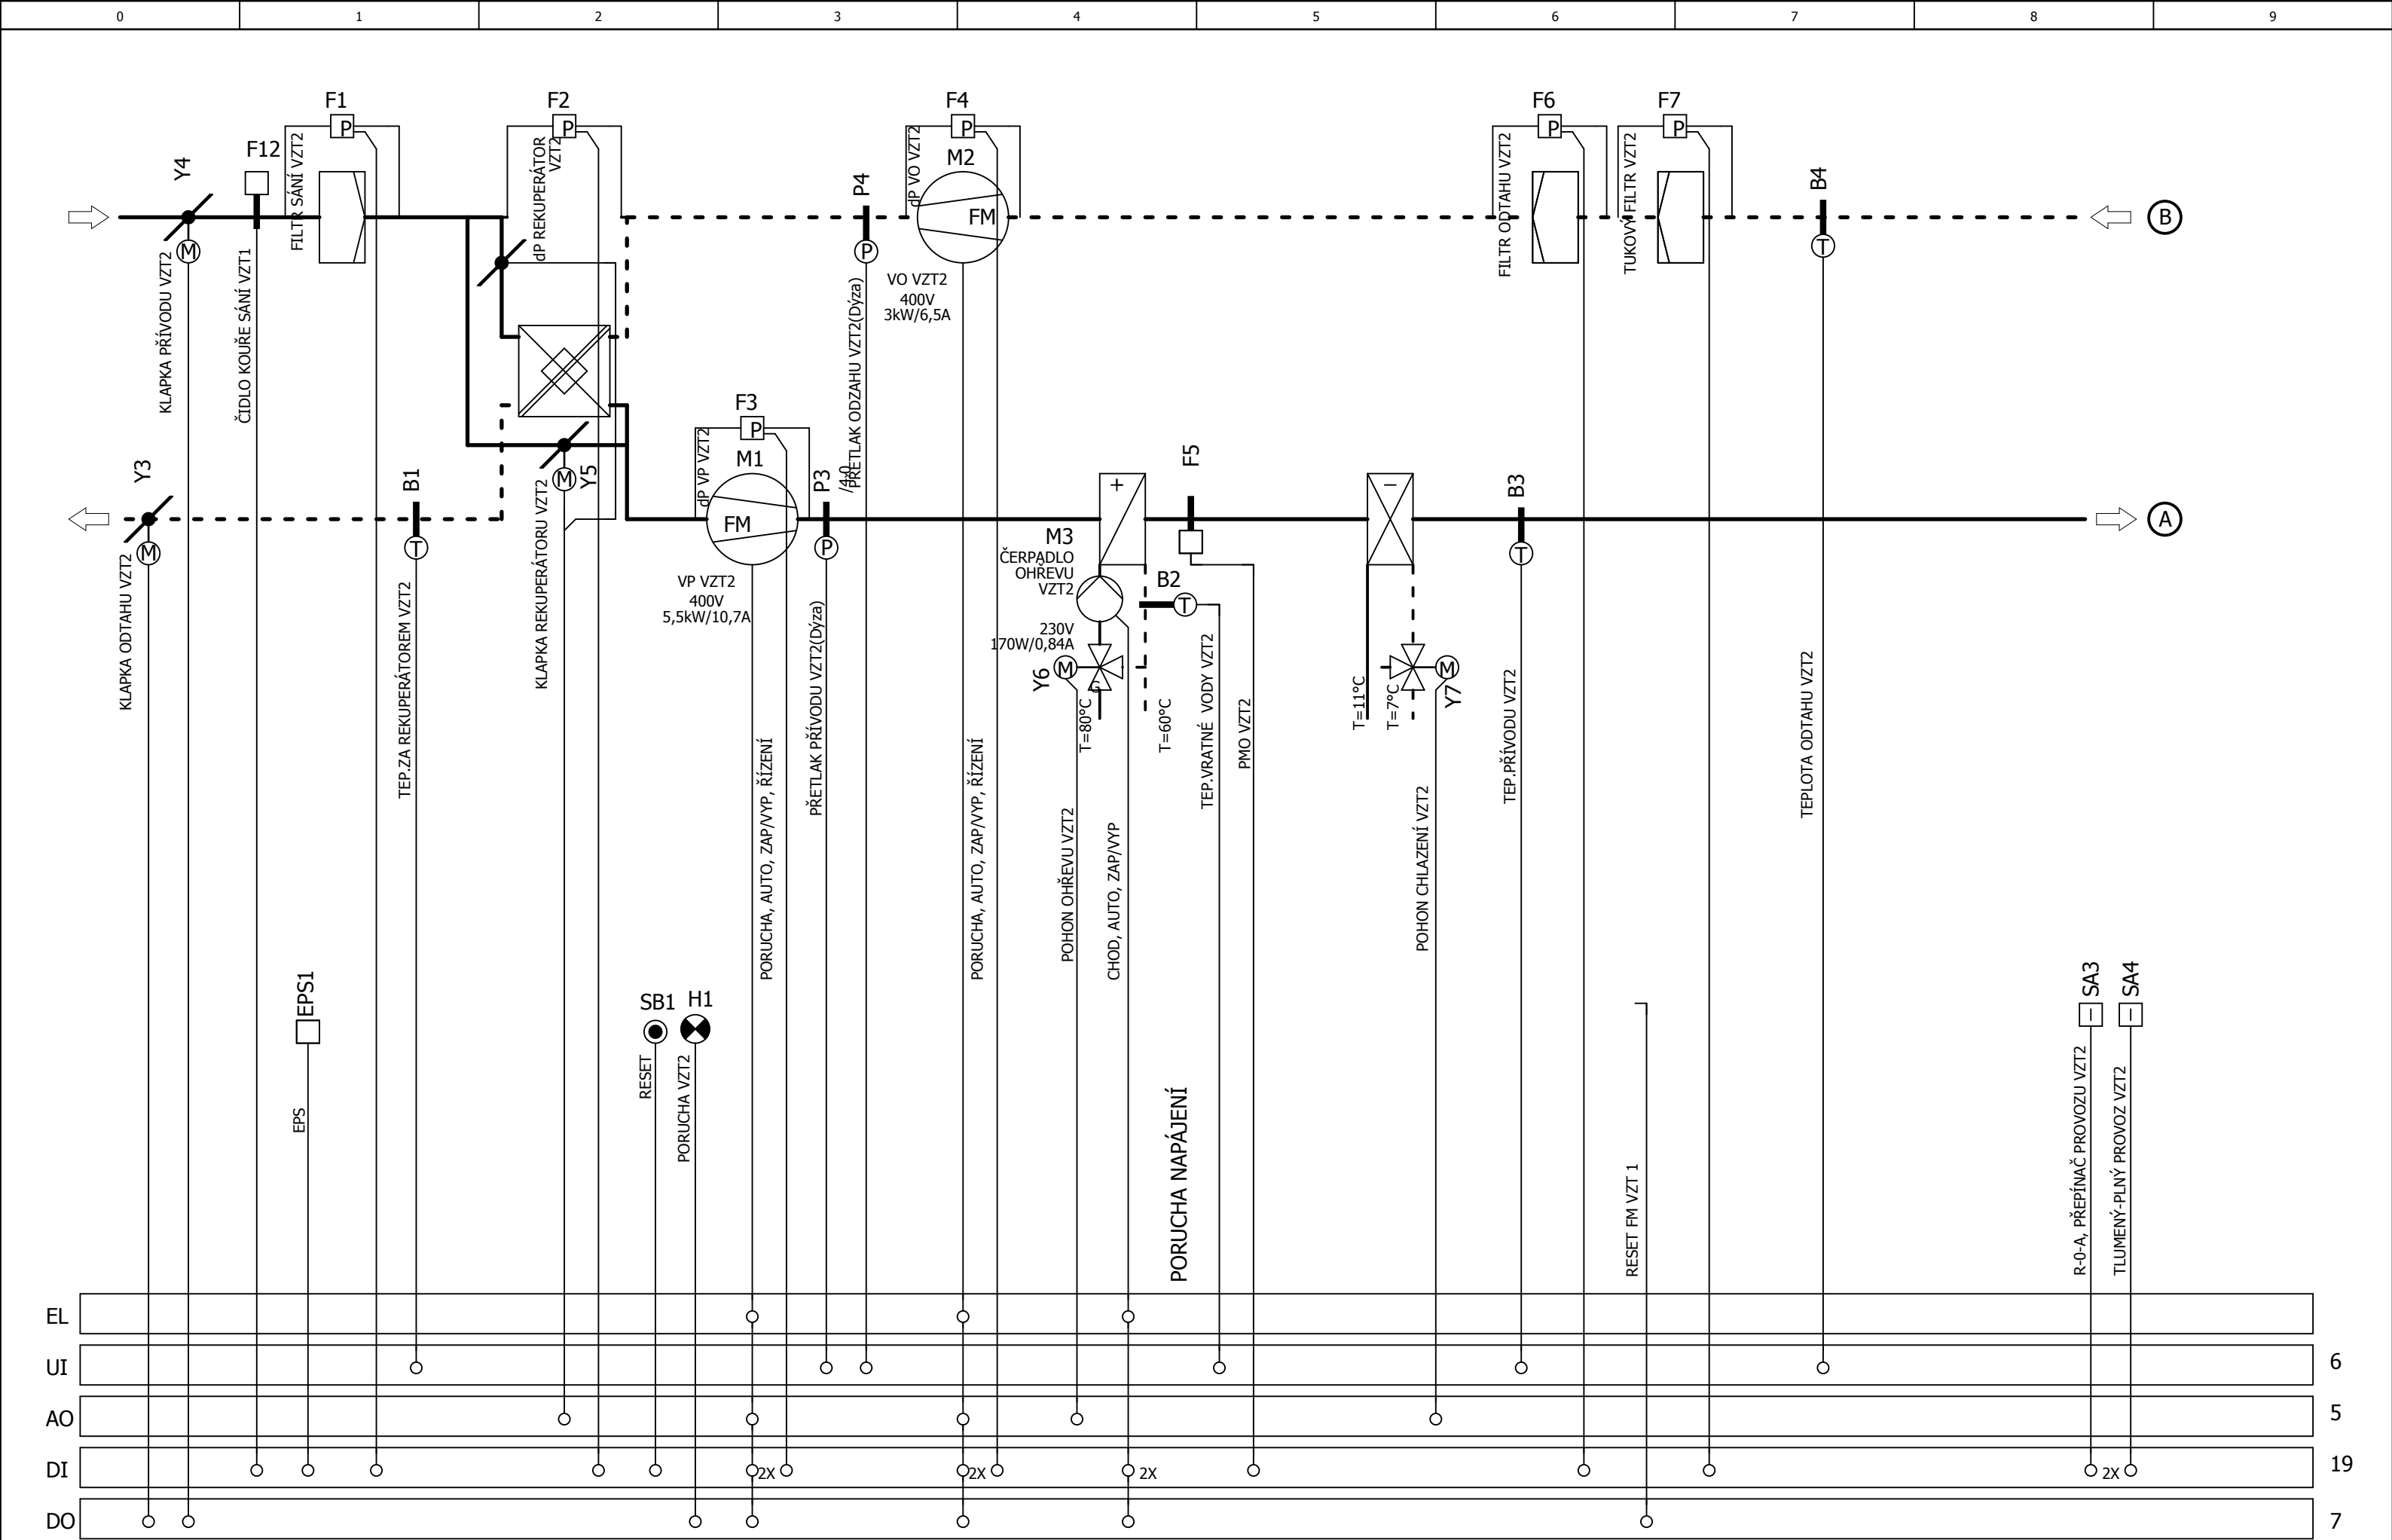 0 1 2 3 4 5 6 7 8 9
F1
F2
F4
F6
F7
P
P
P
P
P
Y4
F12
FILTR SÁNÍ VZT2
dP REKUPERÁTOR
VZT2
P4
dP VO VZT2
M2
FM
FILTR ODTAHU VZT2
TUKOVÝ FILTR VZT2
B4
B
M
P
T
KLAPKA PŘÍVODU VZT2
ČIDLO KOUŘE SÁNÍ VZT1
PŘETLAK ODZAHU VZT2(Dýza)
VO VZT2
400V
3kW/6,5A
F3
P
Y3
B1
M
Y5
dP VP VZT2
M1
FM
P3
/4.0
F5
+
–
B3
A
M
T
P
T
KLAPKA ODTAHU VZT2
TEP.ZA REKUPERÁTOREM VZT2
KLAPKA REKUPERÁTORU VZT2
VP VZT2
400V
5,5kW/10,7A
PŘETLAK PŘÍVODU VZT2(Dýza)
M3
ČERPADLO
OHŘEVU
VZT2
B2
T
230V
170W/0,84A
Y6
M
G
M
Y7
T=80°C
T=60°C
TEP.VRATNÉ VODY VZT2
PMO VZT2
T=11°C
T=7°C
TEP.PŘÍVODU VZT2
TEPLOTA ODTAHU VZT2
PORUCHA, AUTO, ZAP/VYP, ŘÍZENÍ
PORUCHA, AUTO, ZAP/VYP, ŘÍZENÍ
POHON OHŘEVU VZT2
CHOD, AUTO, ZAP/VYP
POHON CHLAZENÍ VZT2
EPS1
EPS
SB1
H1
RESET
PORUCHA VZT2
PORUCHA NAPÁJENÍ
RESET FM VZT 1
SA3
SA4
R-0-A, PŘEPÍNAČ PROVOZU VZT2
TLUMENÝ-PLNÝ PROVOZ VZT2
EL
UI 6
AO 5
DI 2X 2X 2X 2X 19
DO 7